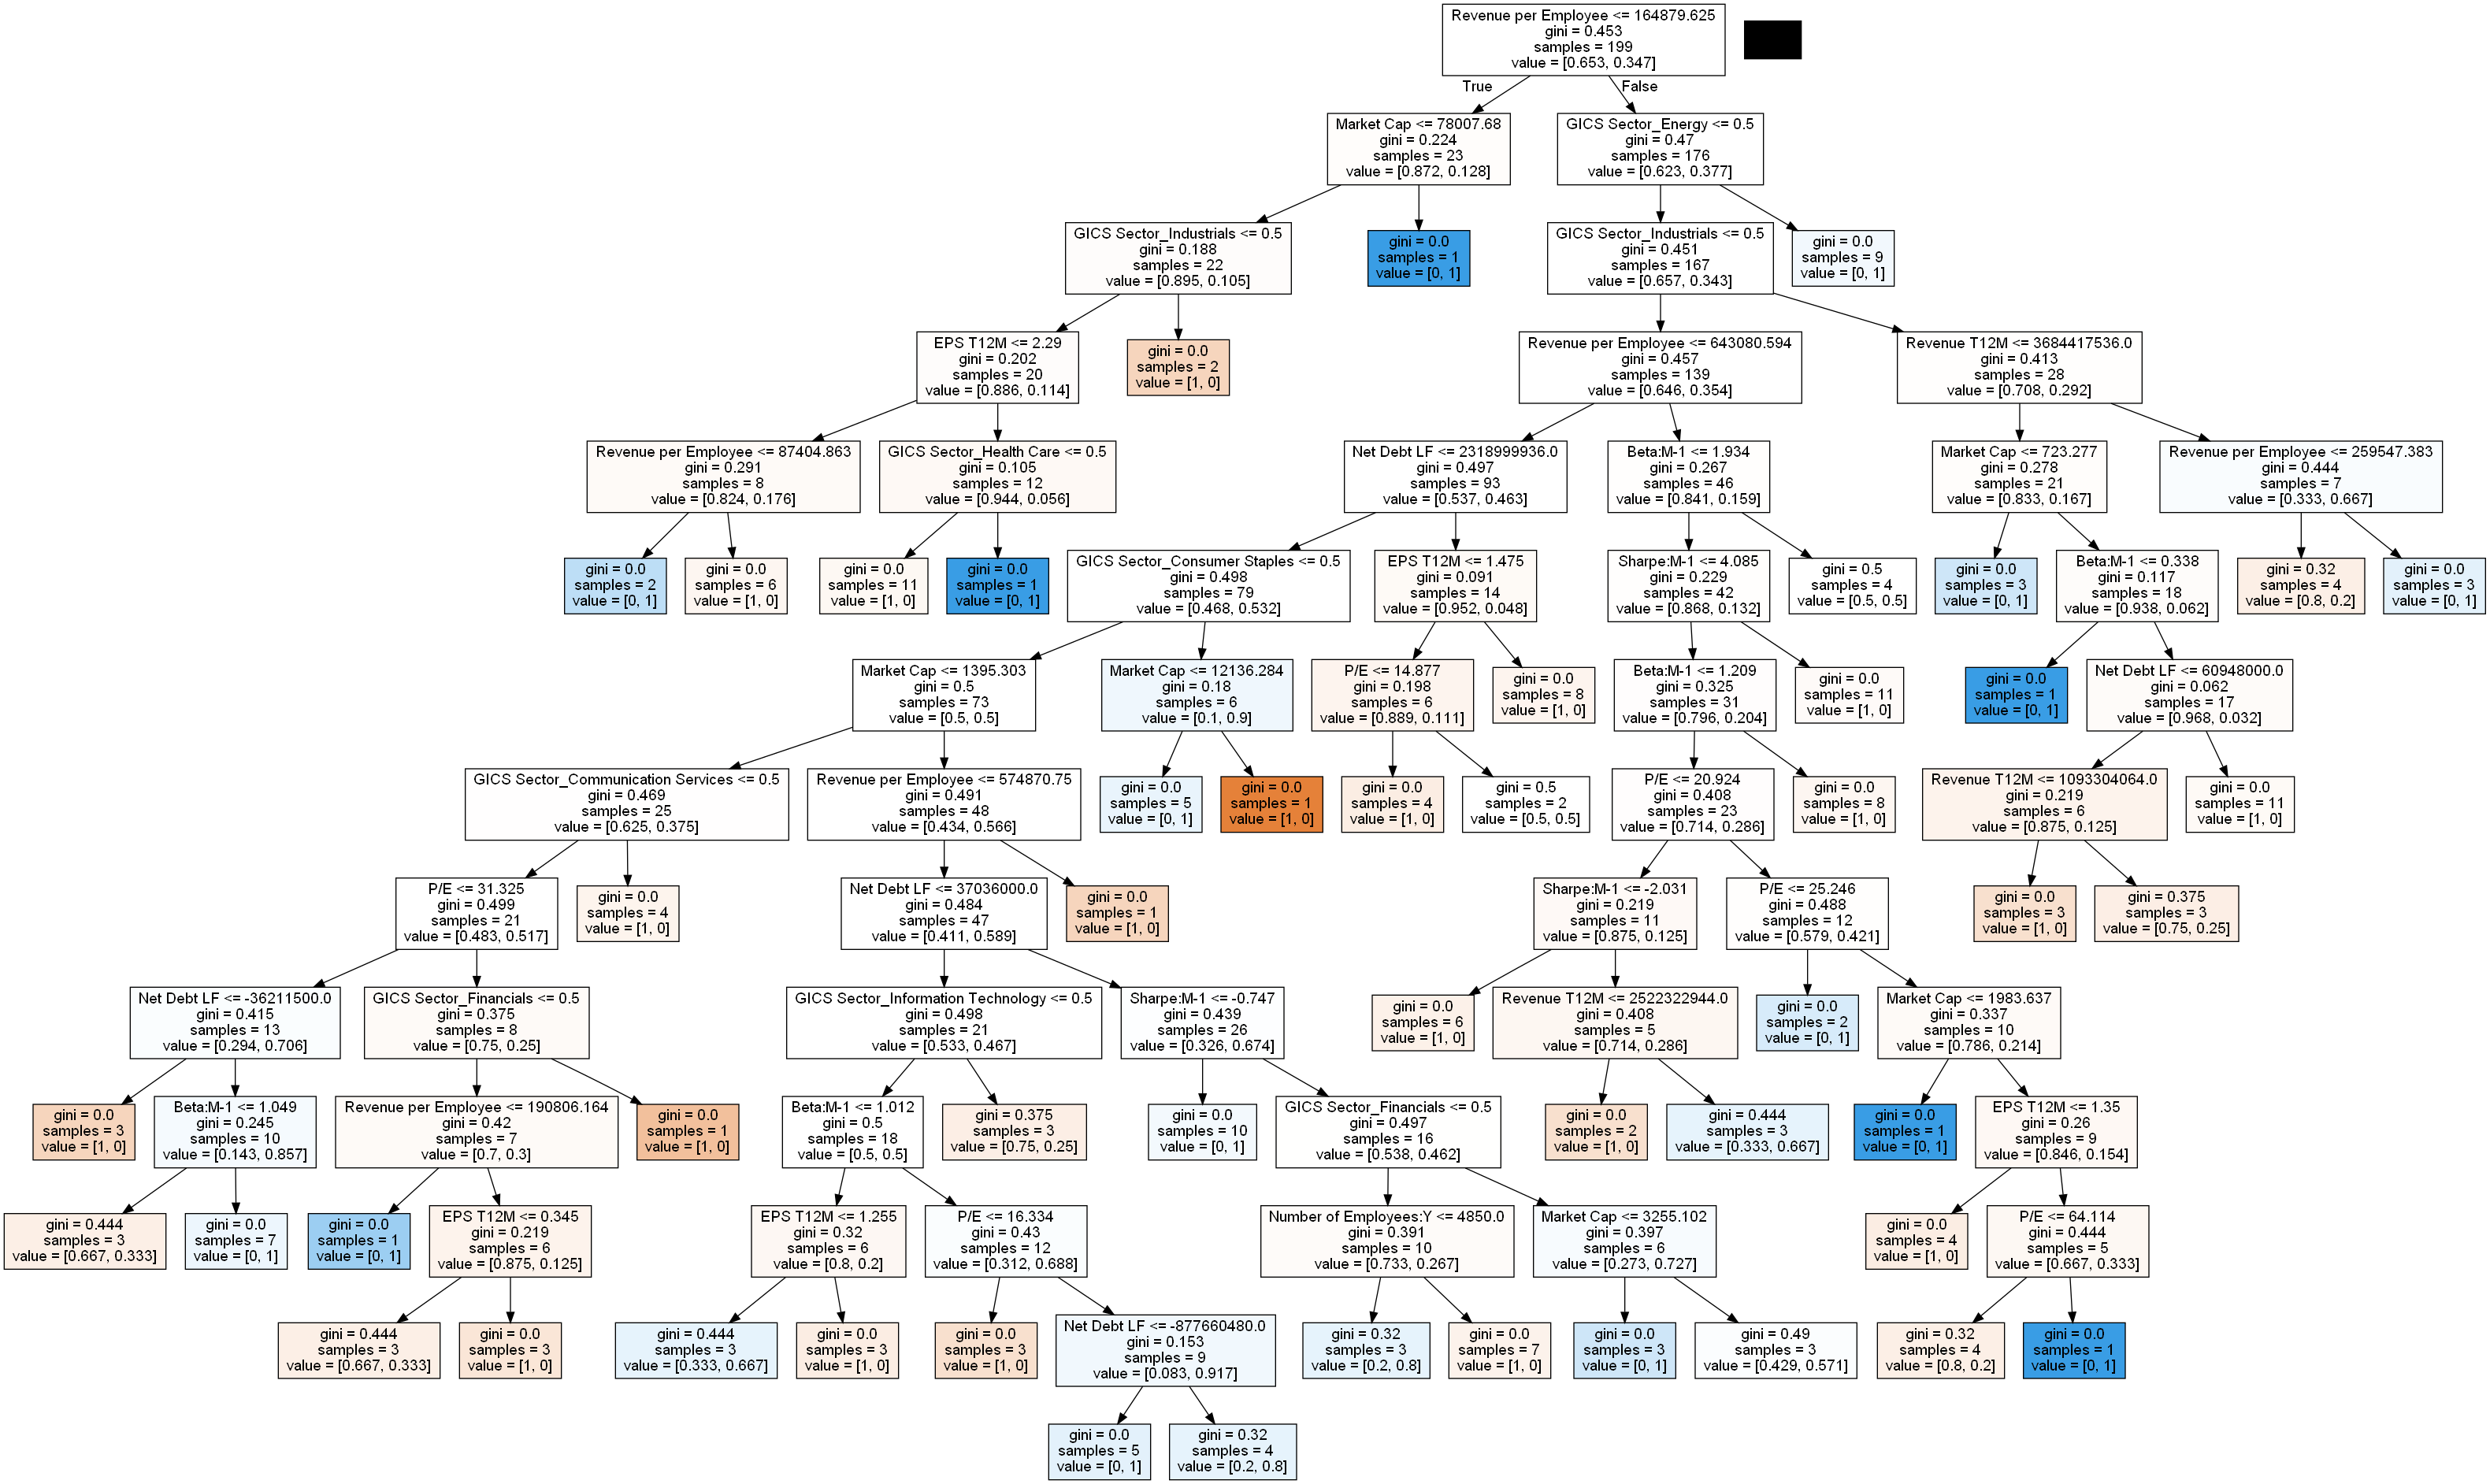 Revenue per Employee <= 164879.625
gini = 0.453
samples = 199
value = [0.653, 0.347]
True
False
Market Cap <= 78007.68
gini = 0.224
samples = 23
value = [0.872, 0.128]
GICS Sector_Energy <= 0.5
gini = 0.47
samples = 176
value = [0.623, 0.377]
GICS Sector_Industrials <= 0.5
gini = 0.188
samples = 22
value = [0.895, 0.105]
gini = 0.0
samples = 1
value = [0, 1]
GICS Sector_Industrials <= 0.5
gini = 0.451
samples = 167
value = [0.657, 0.343]
gini = 0.0
samples = 9
value = [0, 1]
EPS T12M <= 2.29
gini = 0.202
samples = 20
value = [0.886, 0.114]
gini = 0.0
samples = 2
value = [1, 0]
Revenue per Employee <= 643080.594
gini = 0.457
samples = 139
value = [0.646, 0.354]
Revenue T12M <= 3684417536.0
gini = 0.413
samples = 28
value = [0.708, 0.292]
Revenue per Employee <= 87404.863
gini = 0.291
samples = 8
value = [0.824, 0.176]
GICS Sector_Health Care <= 0.5
gini = 0.105
samples = 12
value = [0.944, 0.056]
Net Debt LF <= 2318999936.0
gini = 0.497
samples = 93
value = [0.537, 0.463]
Beta:M-1 <= 1.934
gini = 0.267
samples = 46
value = [0.841, 0.159]
Market Cap <= 723.277
gini = 0.278
samples = 21
value = [0.833, 0.167]
Revenue per Employee <= 259547.383
gini = 0.444
samples = 7
value = [0.333, 0.667]
gini = 0.0
samples = 2
value = [0, 1]
gini = 0.0
samples = 6
value = [1, 0]
gini = 0.0
samples = 11
value = [1, 0]
gini = 0.0
samples = 1
value = [0, 1]
GICS Sector_Consumer Staples <= 0.5
gini = 0.498
samples = 79
value = [0.468, 0.532]
EPS T12M <= 1.475
gini = 0.091
samples = 14
value = [0.952, 0.048]
Sharpe:M-1 <= 4.085
gini = 0.229
samples = 42
value = [0.868, 0.132]
gini = 0.5
samples = 4
value = [0.5, 0.5]
gini = 0.0
samples = 3
value = [0, 1]
Beta:M-1 <= 0.338
gini = 0.117
samples = 18
value = [0.938, 0.062]
gini = 0.32
samples = 4
value = [0.8, 0.2]
gini = 0.0
samples = 3
value = [0, 1]
Market Cap <= 1395.303
gini = 0.5
samples = 73
value = [0.5, 0.5]
Market Cap <= 12136.284
gini = 0.18
samples = 6
value = [0.1, 0.9]
P/E <= 14.877
gini = 0.198
samples = 6
value = [0.889, 0.111]
gini = 0.0
samples = 8
value = [1, 0]
Beta:M-1 <= 1.209
gini = 0.325
samples = 31
value = [0.796, 0.204]
gini = 0.0
samples = 11
value = [1, 0]
gini = 0.0
samples = 1
value = [0, 1]
Net Debt LF <= 60948000.0
gini = 0.062
samples = 17
value = [0.968, 0.032]
GICS Sector_Communication Services <= 0.5
gini = 0.469
samples = 25
value = [0.625, 0.375]
Revenue per Employee <= 574870.75
gini = 0.491
samples = 48
value = [0.434, 0.566]
gini = 0.0
samples = 5
value = [0, 1]
gini = 0.0
samples = 1
value = [1, 0]
gini = 0.0
samples = 4
value = [1, 0]
gini = 0.5
samples = 2
value = [0.5, 0.5]
P/E <= 20.924
gini = 0.408
samples = 23
value = [0.714, 0.286]
gini = 0.0
samples = 8
value = [1, 0]
Revenue T12M <= 1093304064.0
gini = 0.219
samples = 6
value = [0.875, 0.125]
gini = 0.0
samples = 11
value = [1, 0]
P/E <= 31.325
gini = 0.499
samples = 21
value = [0.483, 0.517]
gini = 0.0
samples = 4
value = [1, 0]
Net Debt LF <= 37036000.0
gini = 0.484
samples = 47
value = [0.411, 0.589]
gini = 0.0
samples = 1
value = [1, 0]
Sharpe:M-1 <= -2.031
gini = 0.219
samples = 11
value = [0.875, 0.125]
P/E <= 25.246
gini = 0.488
samples = 12
value = [0.579, 0.421]
gini = 0.0
samples = 3
value = [1, 0]
gini = 0.375
samples = 3
value = [0.75, 0.25]
Net Debt LF <= -36211500.0
gini = 0.415
samples = 13
value = [0.294, 0.706]
GICS Sector_Financials <= 0.5
gini = 0.375
samples = 8
value = [0.75, 0.25]
GICS Sector_Information Technology <= 0.5
gini = 0.498
samples = 21
value = [0.533, 0.467]
Sharpe:M-1 <= -0.747
gini = 0.439
samples = 26
value = [0.326, 0.674]
gini = 0.0
samples = 6
value = [1, 0]
Revenue T12M <= 2522322944.0
gini = 0.408
samples = 5
value = [0.714, 0.286]
gini = 0.0
samples = 2
value = [0, 1]
Market Cap <= 1983.637
gini = 0.337
samples = 10
value = [0.786, 0.214]
gini = 0.0
samples = 3
value = [1, 0]
Beta:M-1 <= 1.049
gini = 0.245
samples = 10
value = [0.143, 0.857]
Revenue per Employee <= 190806.164
gini = 0.42
samples = 7
value = [0.7, 0.3]
gini = 0.0
samples = 1
value = [1, 0]
Beta:M-1 <= 1.012
gini = 0.5
samples = 18
value = [0.5, 0.5]
gini = 0.375
samples = 3
value = [0.75, 0.25]
gini = 0.0
samples = 10
value = [0, 1]
GICS Sector_Financials <= 0.5
gini = 0.497
samples = 16
value = [0.538, 0.462]
gini = 0.0
samples = 2
value = [1, 0]
gini = 0.444
samples = 3
value = [0.333, 0.667]
gini = 0.0
samples = 1
value = [0, 1]
EPS T12M <= 1.35
gini = 0.26
samples = 9
value = [0.846, 0.154]
gini = 0.444
samples = 3
value = [0.667, 0.333]
gini = 0.0
samples = 7
value = [0, 1]
gini = 0.0
samples = 1
value = [0, 1]
EPS T12M <= 0.345
gini = 0.219
samples = 6
value = [0.875, 0.125]
EPS T12M <= 1.255
gini = 0.32
samples = 6
value = [0.8, 0.2]
P/E <= 16.334
gini = 0.43
samples = 12
value = [0.312, 0.688]
Number of Employees:Y <= 4850.0
gini = 0.391
samples = 10
value = [0.733, 0.267]
Market Cap <= 3255.102
gini = 0.397
samples = 6
value = [0.273, 0.727]
gini = 0.0
samples = 4
value = [1, 0]
P/E <= 64.114
gini = 0.444
samples = 5
value = [0.667, 0.333]
gini = 0.444
samples = 3
value = [0.667, 0.333]
gini = 0.0
samples = 3
value = [1, 0]
gini = 0.444
samples = 3
value = [0.333, 0.667]
gini = 0.0
samples = 3
value = [1, 0]
gini = 0.0
samples = 3
value = [1, 0]
Net Debt LF <= -877660480.0
gini = 0.153
samples = 9
value = [0.083, 0.917]
gini = 0.32
samples = 3
value = [0.2, 0.8]
gini = 0.0
samples = 7
value = [1, 0]
gini = 0.0
samples = 3
value = [0, 1]
gini = 0.49
samples = 3
value = [0.429, 0.571]
gini = 0.32
samples = 4
value = [0.8, 0.2]
gini = 0.0
samples = 1
value = [0, 1]
gini = 0.0
samples = 5
value = [0, 1]
gini = 0.32
samples = 4
value = [0.2, 0.8]